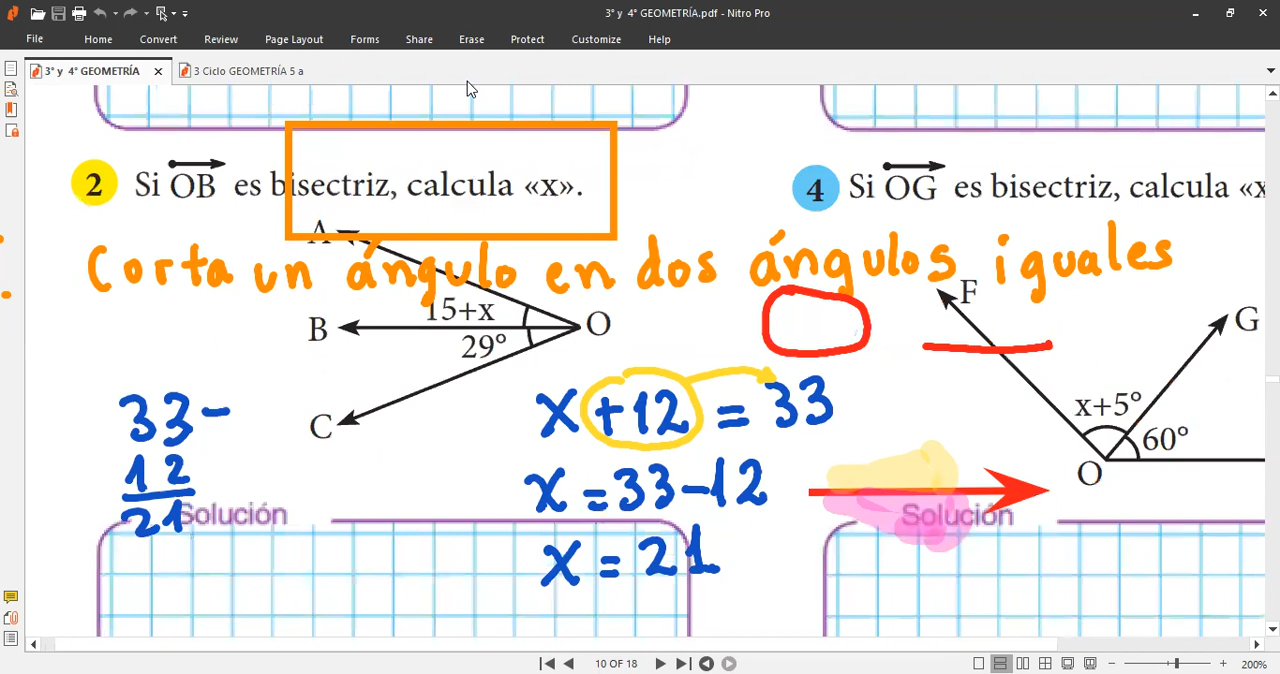 3° y 4° GEOMETRÍA.pdf - Nitro Pro
File Home Convert Review Page Layout Forms Share Erase Protect Customize Help
3° y 4° GEOMETRÍA
3 Ciclo GEOMETRÍA 5 a
2 Si OB es bisectriz, calcula «x».
4 Si OG es bisectriz, calcula «x
A
Corta un ángulo en dos ángulos iguales
F
15+x
B
O
G
29°
C
x+5°
60°
O
33-
12
21
x +12 = 33
x = 33-12
x = 21
Solución
Solución
10 OF 18
200%